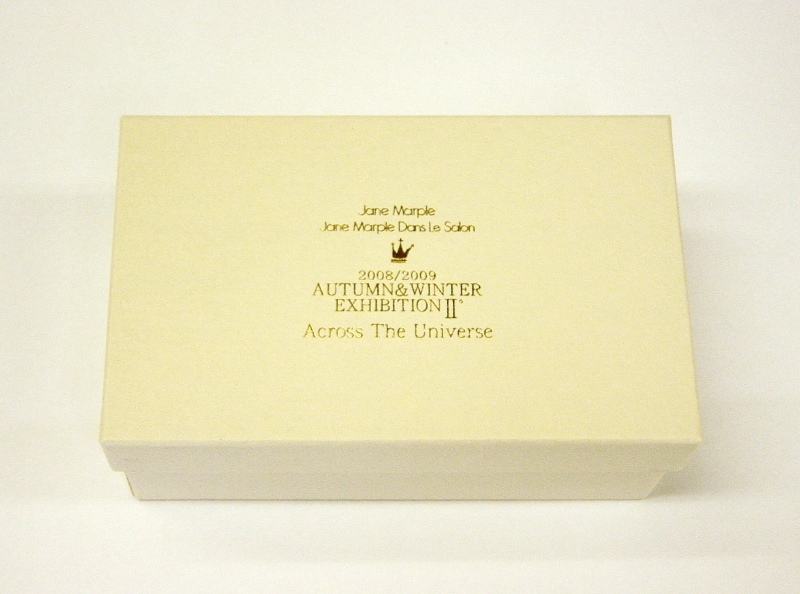 Jane Marple
Jane Marple Dans Le Salon
2008/2009
AUTUMN&WINTER
EXHIBITION II
Across The Universe